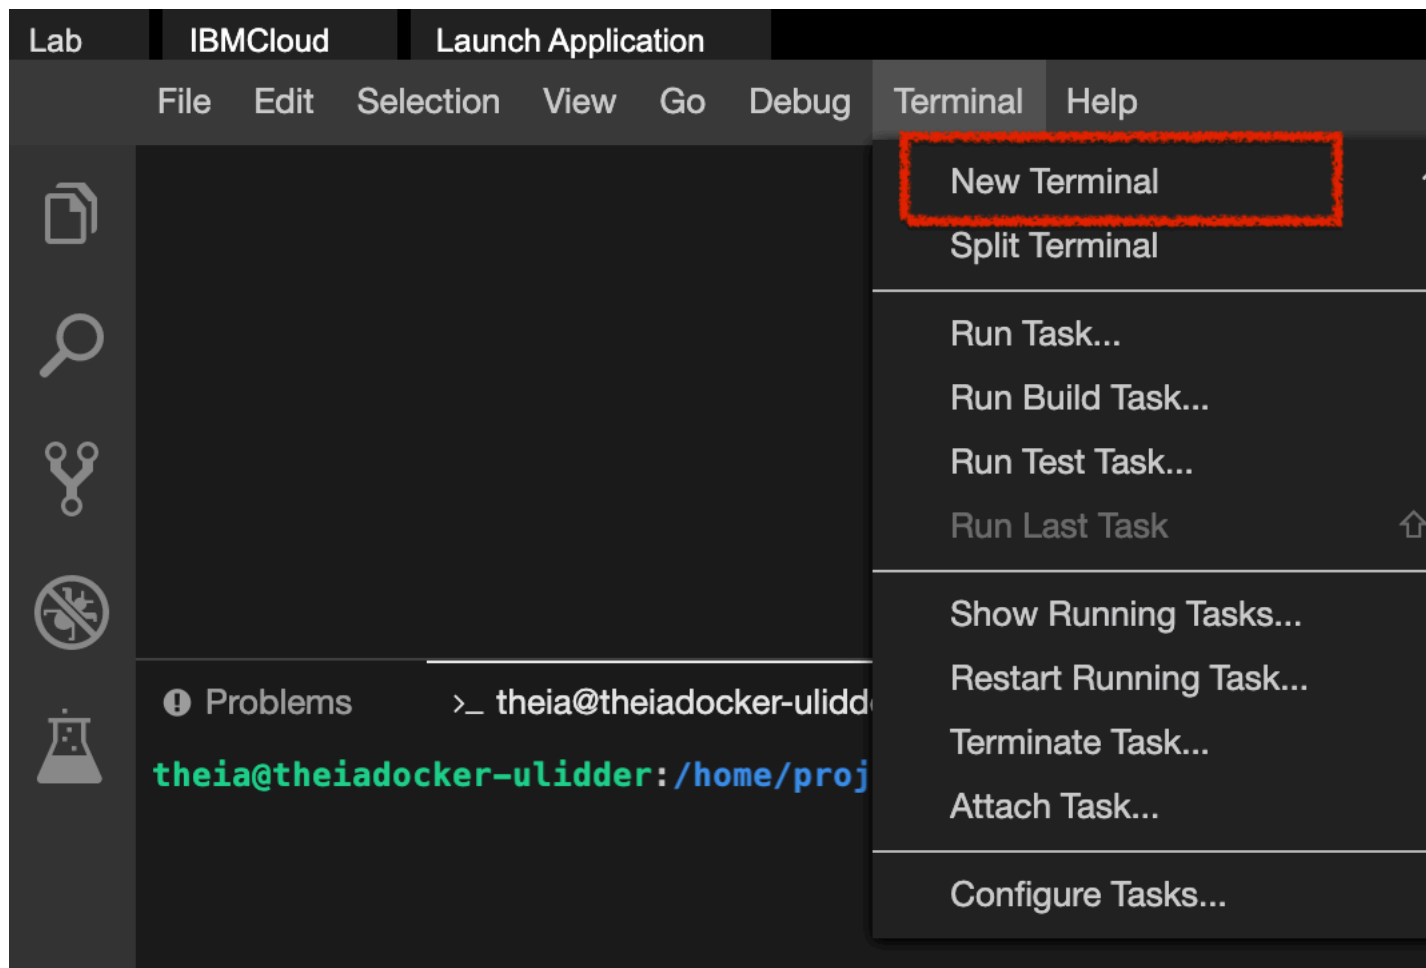 Lab IBMCloud Launch Application
File Edit Selection View Go Debug Terminal Help
New Terminal
Split Terminal
Run Task...
Run Build Task...
Run Test Task...
Run Last Task
Show Running Tasks...
Restart Running Task...
Terminate Task...
Attach Task...
Configure Tasks...
Problems >_ theia@theiadocker-ulidd
theia@theiadocker-ulidder:/home/proj